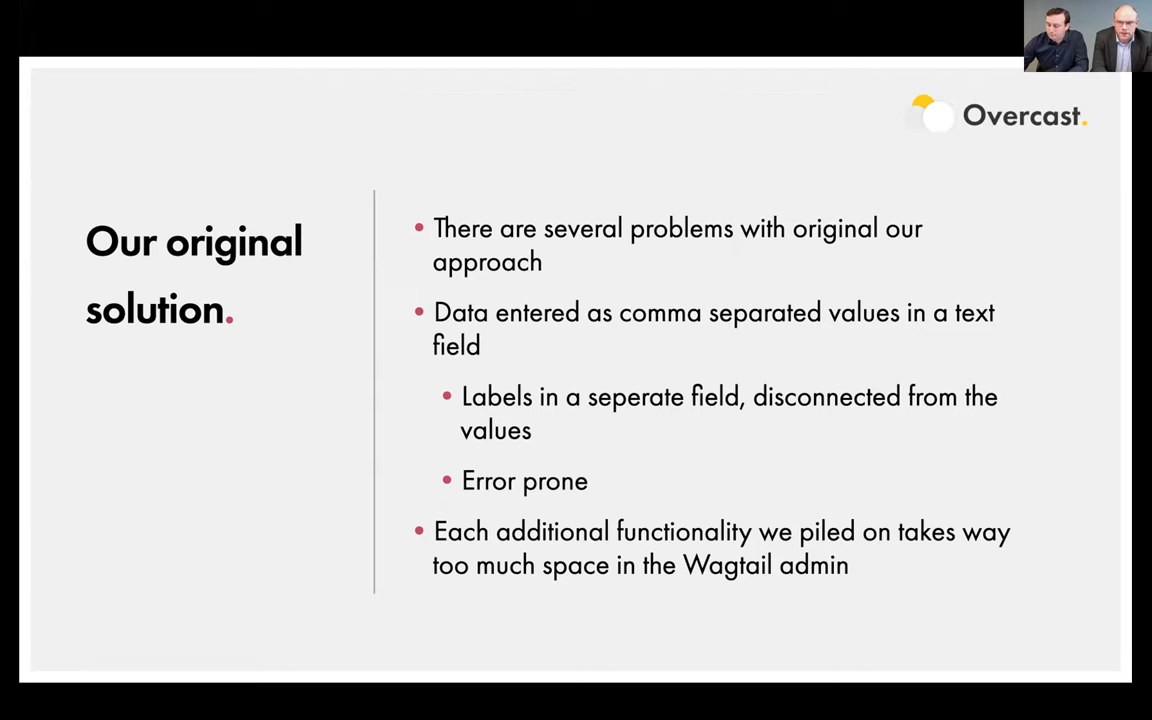 Overcast.
Our original
solution.
• There are several problems with original our
approach
• Data entered as comma separated values in a text
field
• Labels in a seperate field, disconnected from the
values
• Error prone
• Each additional functionality we piled on takes way
too much space in the Wagtail admin